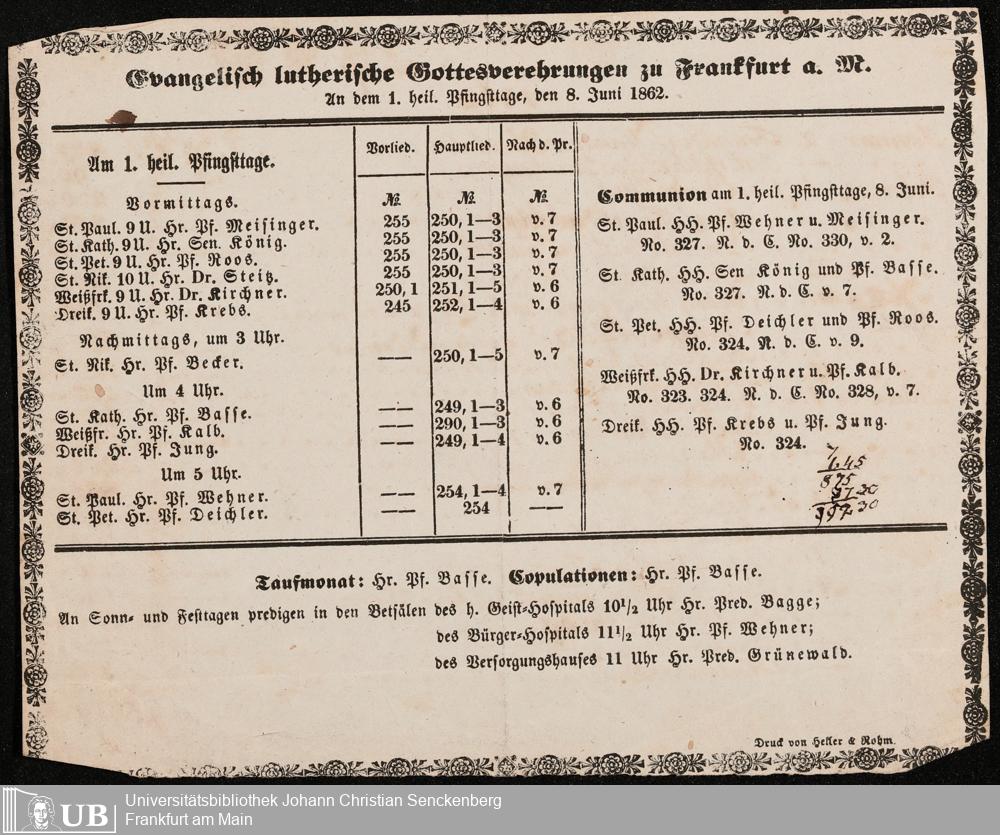 Evangelisch lutherische Gottesverehrungen zu Frankfurt a. M.
An dem 1. heil. Pfingsttage, den 8. Juni 1862.
Am 1. heil. Pfingsttage.
Vorlied. Hauptlied. Nach d. Pr.
Vormittags. № № №
St. Paul. 9 U. Hr. Pf. Meisinger. 255 250, 1—3 v. 7
St. Kath. 9 U. Hr. Sen. König. 255 250, 1—3 v. 7
St. Pet. 9 U. Hr. Pf. Roos. 255 250, 1—3 v. 7
St. Nik. 10 U. Hr. Dr. Steitz. 255 250, 1—3 v. 7
Weißfrk. 9 U. Hr. Dr. Kirchner. 250, 1 251, 1—5 v. 6
Dreik. 9 U. Hr. Pf. Krebs. 245 252, 1—4 v. 6
Nachmittags, um 3 Uhr.
St. Nik. Hr. Pf. Becker. —— 250, 1—5 v. 7
Um 4 Uhr.
St. Kath. Hr. Pf. Basse. —— 249, 1—3 v. 6
Weißfr. Hr. Pf. Kalb. —— 290, 1—3 v. 6
Dreik. Hr. Pf. Jung. —— 249, 1—4 v. 6
Um 5 Uhr.
St. Paul. Hr. Pf. Wehner. —— 254, 1—4 v. 7
St. Pet. Hr. Pf. Deichler. —— 254 ——
Communion am 1. heil. Pfingsttage, 8. Juni.
St. Paul. HH. Pf. Wehner u. Meisinger.
No. 327. N. d. C. No. 330, v. 2.
St. Kath. HH. Sen König und Pf. Basse.
No. 327. N. d. C. v. 7.
St. Pet. HH. Pf. Deichler und Pf. Roos.
No. 324. N. d. C. v. 9.
Weißfrk. HH. Dr. Kirchner u. Pf. Kalb.
No. 323. 324. N. d. C. No. 328, v. 7.
Dreik. HH. Pf. Krebs u. Pf. Jung.
No. 324.
Taufmonat: Hr. Pf. Basse. Copulationen: Hr. Pf. Basse.
An Sonn- und Festtagen predigen in den Betsälen des h. Geist-Hospitals 10½ Uhr Hr. Pred. Bagge;
des Bürger-Hospitals 11½ Uhr Hr. Pf. Wehner;
des Versorgungshauses 11 Uhr Hr. Pred. Grünewald.
Druck von Heller & Rohm.
UB
Universitätsbibliothek Johann Christian Senckenberg
Frankfurt am Main